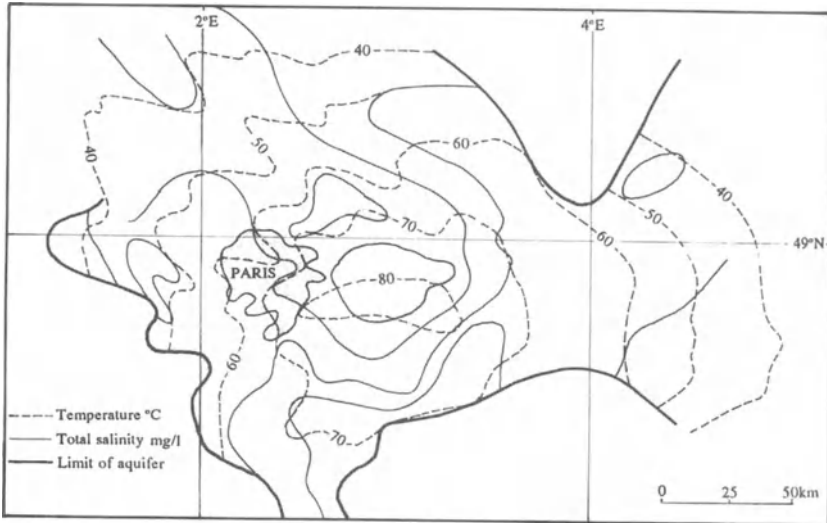 2°E
4°E
40
40
50
60
40
50
70
60
49°N
PARIS
80
60
70
Temperature °C
Total salinity mg/l
Limit of aquifer
0 25 50km